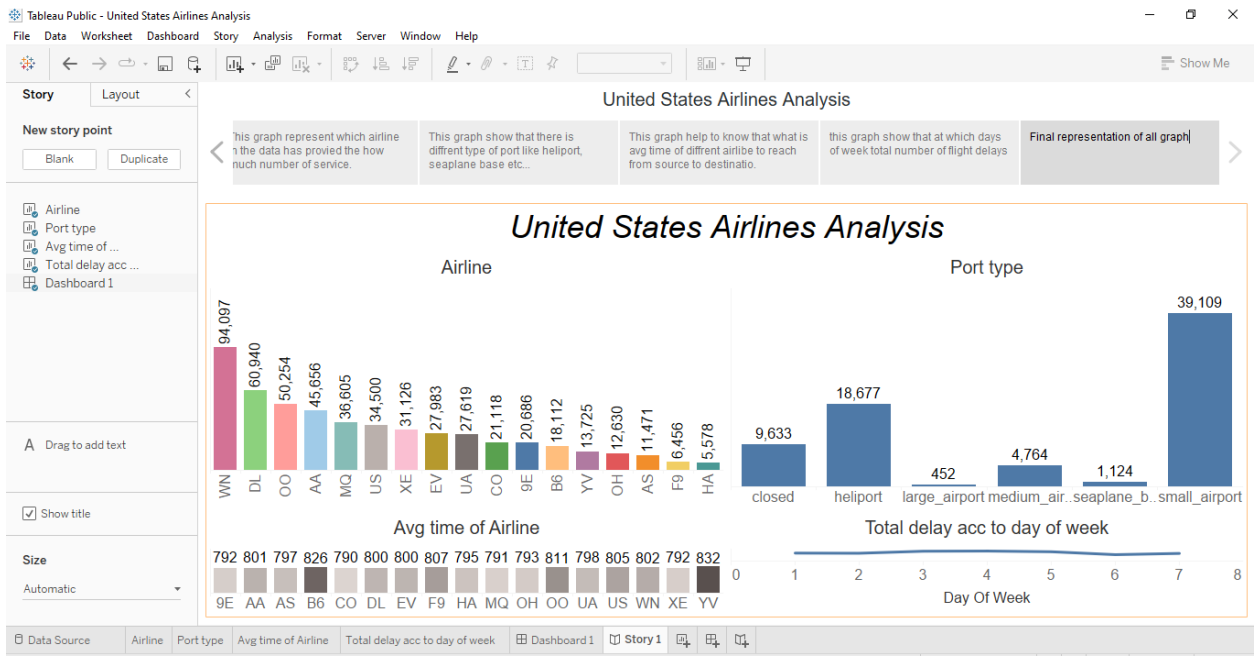 Tableau Public - United States Airlines Analysis
File Data Worksheet Dashboard Story Analysis Format Server Window Help
Show Me
Story Layout
New story point
Blank Duplicate
Airline
Port type
Avg time of ...
Total delay acc ...
Dashboard 1
A Drag to add text
Show title
Size
Automatic
United States Airlines Analysis
This graph represent which airline
n the data has provied the how
much number of service.
This graph show that there is
diffrent type of port like heliport,
seaplane base etc...
This graph help to know that what is
avg time of diffrent airlibe to reach
from source to destinatio.
this graph show that at which days
of week total number of flight delays
Final representation of all graph
United States Airlines Analysis
Airline
94,097 60,940 50,254 45,656 36,605 34,500 31,126 27,983 27,619 21,118 20,686 18,112 13,725 12,630 11,471 6,456 5,578
WN DL OO AA MQ US XE EV UA CO 9E B6 YV OH AS F9 HA
Port type
9,633 18,677 452 4,764 1,124 39,109
closed heliport large_airport medium_air.. seaplane_b.. small_airport
Avg time of Airline
792 801 797 826 790 800 800 807 795 791 793 811 798 805 802 792 832
9E AA AS B6 CO DL EV F9 HA MQ OH OO UA US WN XE YV
Total delay acc to day of week
0 1 2 3 4 5 6 7 8
Day Of Week
Data Source Airline Port type Avg time of Airline Total delay acc to day of week Dashboard 1 Story 1